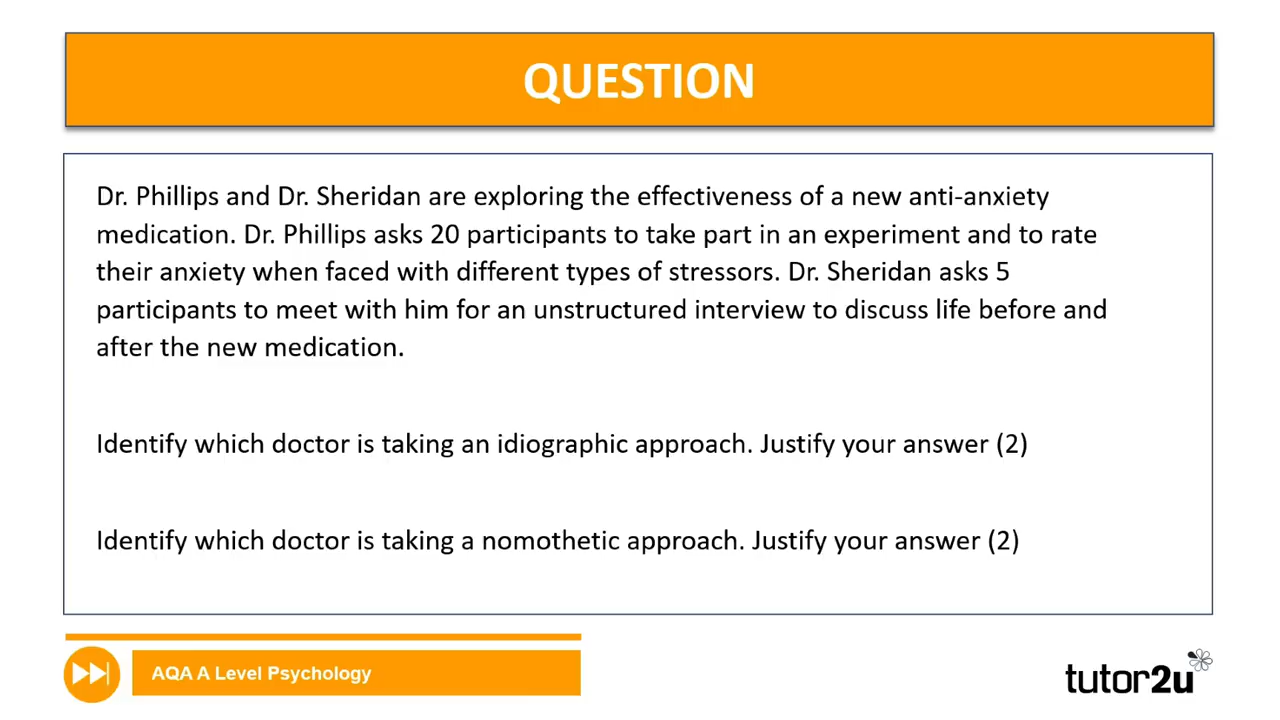 QUESTION
Dr. Phillips and Dr. Sheridan are exploring the effectiveness of a new anti-anxiety
medication. Dr. Phillips asks 20 participants to take part in an experiment and to rate
their anxiety when faced with different types of stressors. Dr. Sheridan asks 5
participants to meet with him for an unstructured interview to discuss life before and
after the new medication.
Identify which doctor is taking an idiographic approach. Justify your answer (2)
Identify which doctor is taking a nomothetic approach. Justify your answer (2)
AQA A Level Psychology
tutor2u